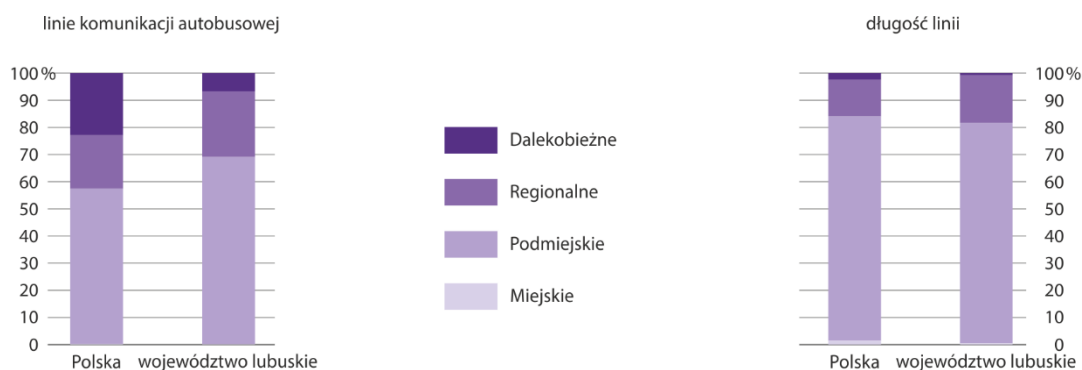 linie komunikacji autobusowej
100 %
90
80
70
60
50
40
30
20
10
0
Polska
województwo lubuskie
Dalekobieżne
Regionalne
Podmiejskie
Miejskie
długość linii
100 %
90
80
70
60
50
40
30
20
10
0
Polska
województwo lubuskie